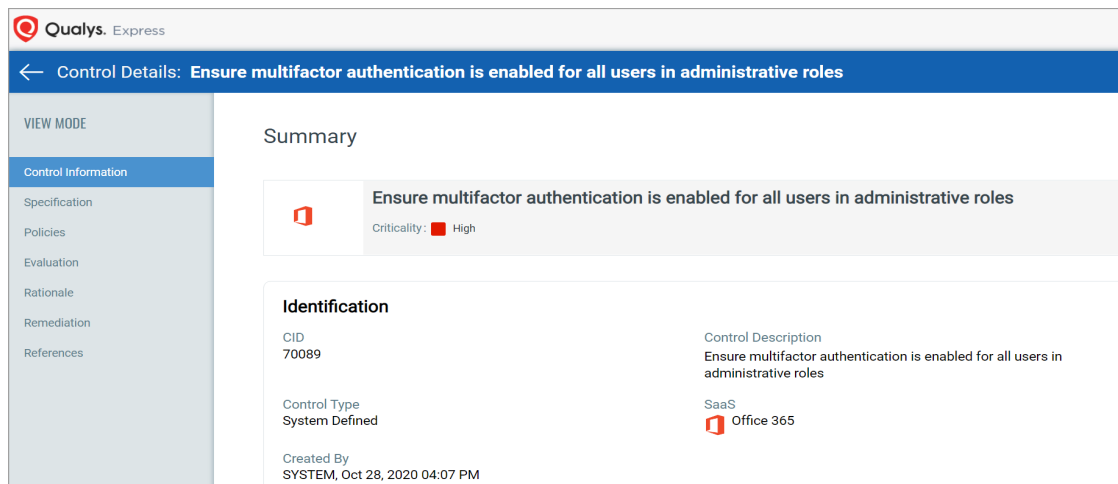 Qualys. Express
Control Details: Ensure multifactor authentication is enabled for all users in administrative roles
VIEW MODE
Control Information
Specification
Policies
Evaluation
Rationale
Remediation
References
Summary
Ensure multifactor authentication is enabled for all users in administrative roles
Criticality: High
Identification
CID
70089
Control Description
Ensure multifactor authentication is enabled for all users in
administrative roles
Control Type
System Defined
SaaS
Office 365
Created By
SYSTEM, Oct 28, 2020 04:07 PM